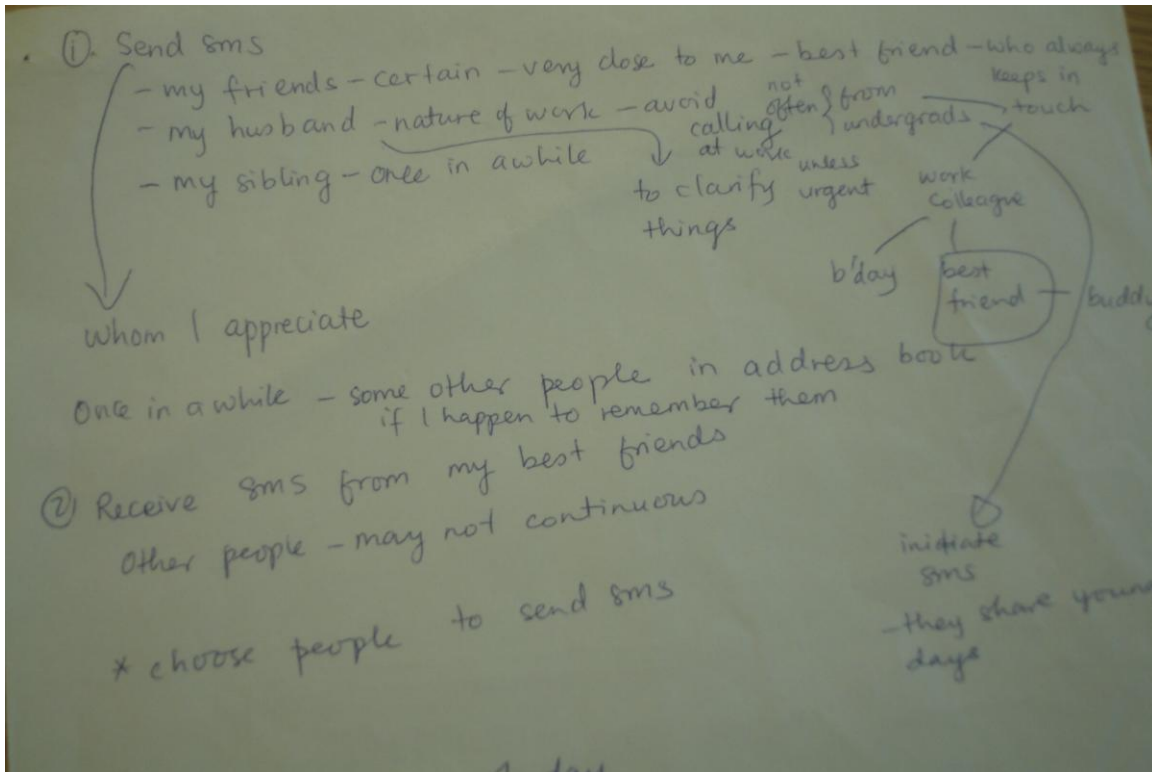 ① Send sms
- my friends - certain - very close to me - best friend - who always keeps in touch
- my husband - nature of work - avoid calling at work unless urgent
to clarify things
not often } from undergrads
- my sibling - once in awhile
work colleague
b'day
best friend
buddy
whom I appreciate
Once in awhile - some other people in address book
if I happen to remember them
② Receive sms from my best friends
Other people - may not continuous
initiate
sms
- they share
days
* choose people to send sms